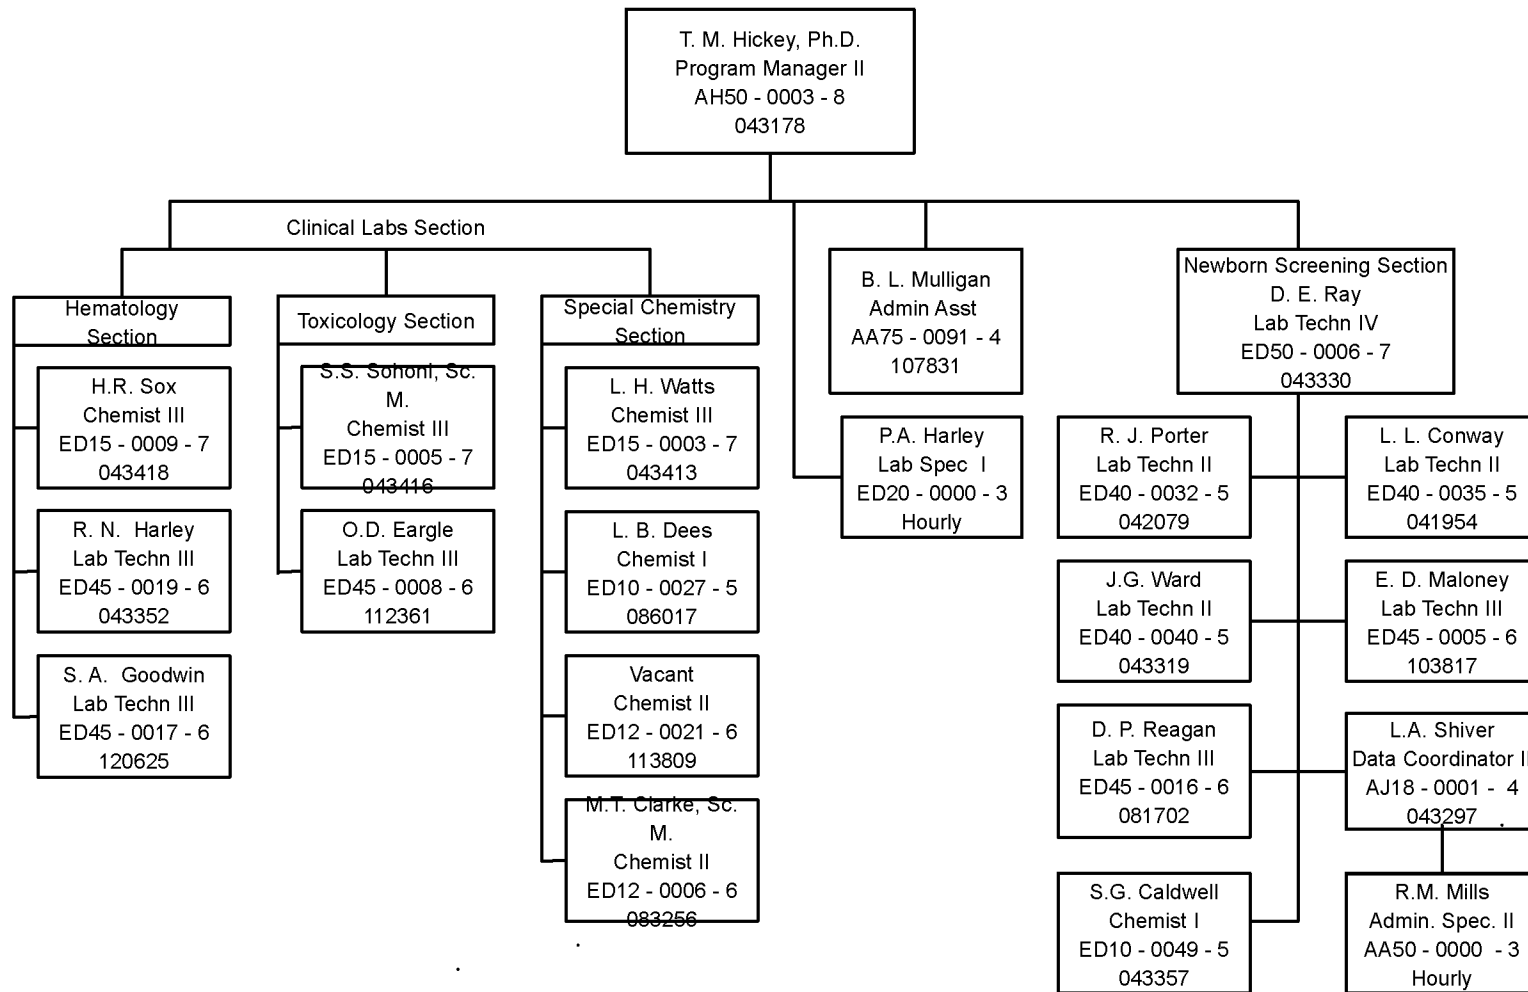 T. M. Hickey, Ph.D.
Program Manager II
AH50 - 0003 - 8
043178
Clinical Labs Section
Hematology
Section
H.R. Sox
Chemist III
ED15 - 0009 - 7
043418
R. N.  Harley
Lab Techn III
ED45 - 0019 - 6
043352
S. A.  Goodwin
Lab Techn III
ED45 - 0017 - 6
120625
Toxicology Section
S.S. Sohoni, Sc.
M.
Chemist III
ED15 - 0005 - 7
043416
O.D. Eargle
Lab Techn III
ED45 - 0008 - 6
112361
Special Chemistry
Section
L. H. Watts
Chemist III
ED15 - 0003 - 7
043413
L. B. Dees
Chemist I
ED10 - 0027 - 5
086017
Vacant
Chemist II
ED12 - 0021 - 6
113809
M.T. Clarke, Sc.
M.
Chemist II
ED12 - 0006 - 6
083256
B. L. Mulligan
Admin Asst
AA75 - 0091 - 4
107831
P.A. Harley
Lab Spec  I
ED20 - 0000 - 3
Hourly
Newborn Screening Section
D. E. Ray
Lab Techn IV
ED50 - 0006 - 7
043330
R. J. Porter
Lab Techn II
ED40 - 0032 - 5
042079
L. L. Conway
Lab Techn II
ED40 - 0035 - 5
041954
J.G. Ward
Lab Techn II
ED40 - 0040 - 5
043319
E. D. Maloney
Lab Techn III
ED45 - 0005 - 6
103817
D. P. Reagan
Lab Techn III
ED45 - 0016 - 6
081702
L.A. Shiver
Data Coordinator II
AJ18 - 0001 -  4
043297
S.G. Caldwell
Chemist I
ED10 - 0049 - 5
043357
R.M. Mills
Admin. Spec. II
AA50 - 0000  - 3
Hourly